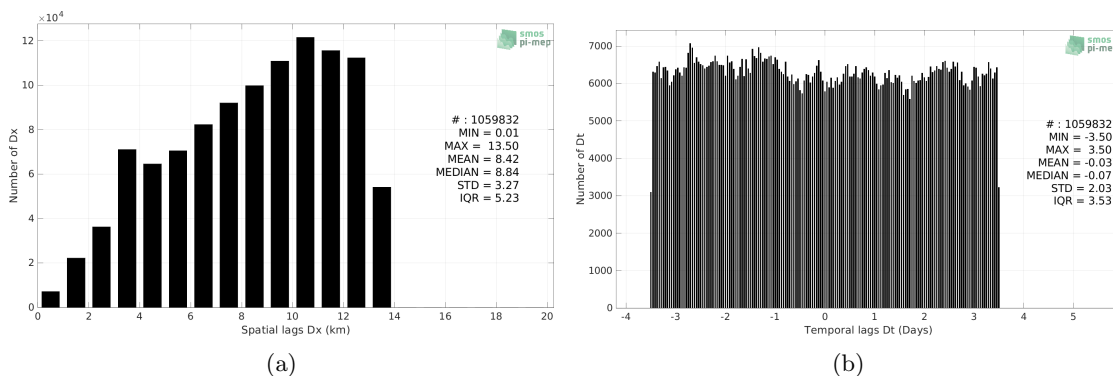 ×10⁴
12
10
8
6
4
2
0
Number of Dx
0 2 4 6 8 10 12 14 16 18 20
Spatial lags Dx (km)
smos
pi-mep
# : 1059832
MIN = 0.01
MAX = 13.50
MEAN = 8.42
MEDIAN = 8.84
STD = 3.27
IQR = 5.23
(a)
7000
6000
5000
4000
3000
2000
1000
0
Number of Dt
-4 -3 -2 -1 0 1 2 3 4 5
Temporal lags Dt (Days)
smos
pi-mep
# : 1059832
MIN = -3.50
MAX = 3.50
MEAN = -0.03
MEDIAN = -0.07
STD = 2.03
IQR = 3.53
(b)